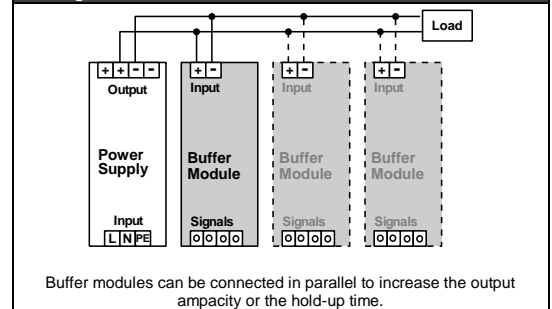 Load
+ + - -
+ -
+ -
+ -
Output
Input
Input
Input
Power
Supply
Buffer
Module
Buffer
Module
Buffer
Module
Input
Signals
Signals
Signals
L N PE
Buffer modules can be connected in parallel to increase the output
ampacity or the hold-up time.